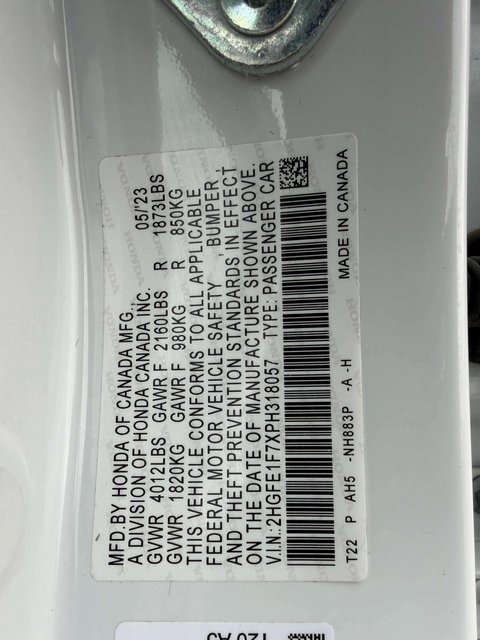 MFD.BY HONDA OF CANADA MFG., 05/'23
A DIVISION OF HONDA CANADA INC.
GVWR 4012LBS GAWR F 2160LBS R 1873LBS
GVWR 1820KG GAWR F 980KG R 850KG
THIS VEHICLE CONFORMS TO ALL APPLICABLE
FEDERAL MOTOR VEHICLE SAFETY , BUMPER ,
AND THEFT PREVENTION STANDARDS IN EFFECT
ON THE DATE OF MANUFACTURE SHOWN ABOVE.
V.I.N.:2HGFE1F7XPH318057 TYPE: PASSENGER CAR
T22 P AH5 -NH883P -A -H MADE IN CANADA